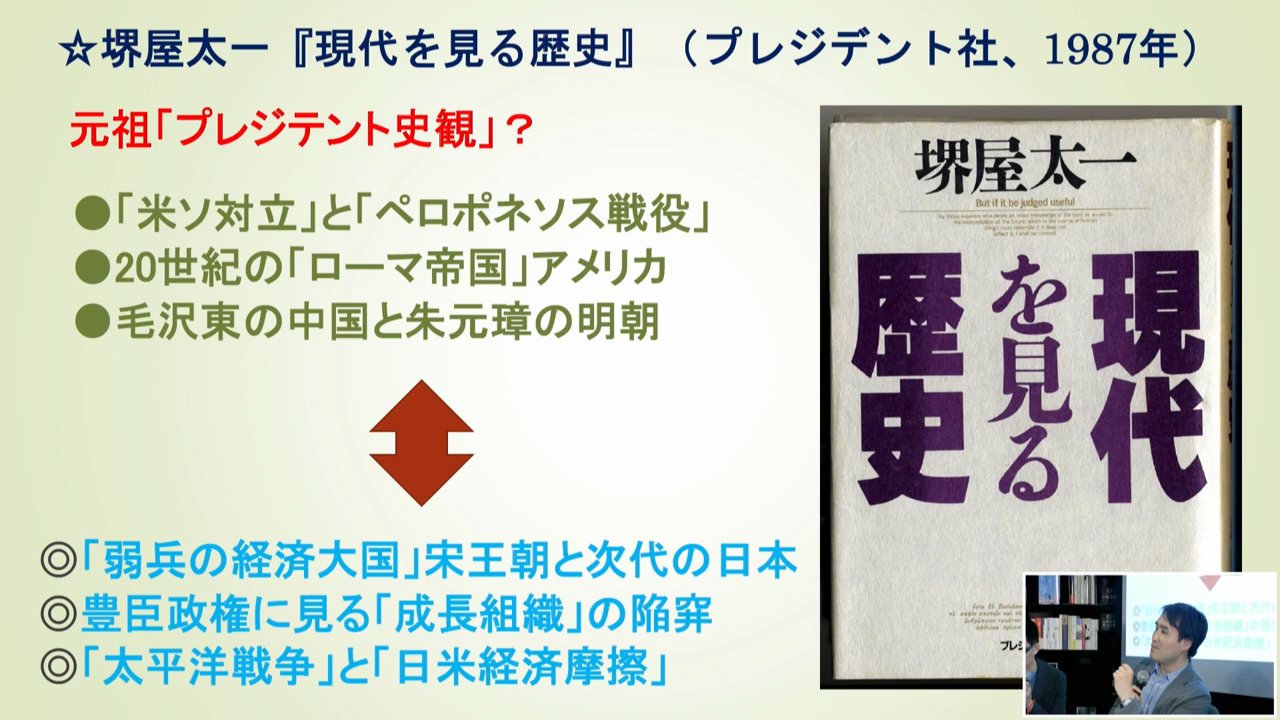 ☆堺屋太一『現代を見る歴史』（プレジデント社、1987年）
元祖「プレジテント史観」？
●「米ソ対立」と「ペロポネソス戦役」
●20世紀の「ローマ帝国」アメリカ
●毛沢東の中国と朱元璋の明朝
◎「弱兵の経済大国」宋王朝と次代の日本
◎豊臣政権に見る「成長組織」の陥穽
◎「太平洋戦争」と「日米経済摩擦」
堺屋太一
But if it be judged useful
現代
を見る
歴史